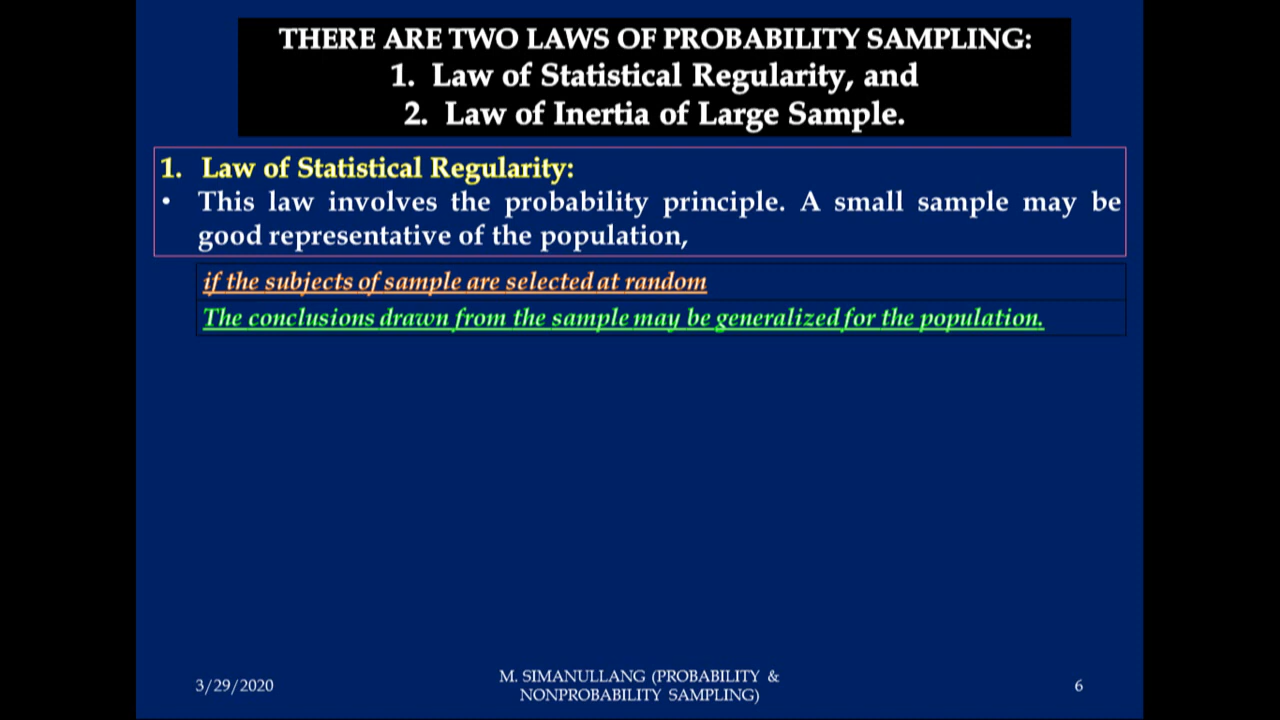 THERE ARE TWO LAWS OF PROBABILITY SAMPLING:
1. Law of Statistical Regularity, and
2. Law of Inertia of Large Sample.
1. Law of Statistical Regularity:
• This law involves the probability principle. A small sample may be
good representative of the population,
if the subjects of sample are selected at random
The conclusions drawn from the sample may be generalized for the population.
3/29/2020
M. SIMANULLANG (PROBABILITY &
NONPROBABILITY SAMPLING)
6